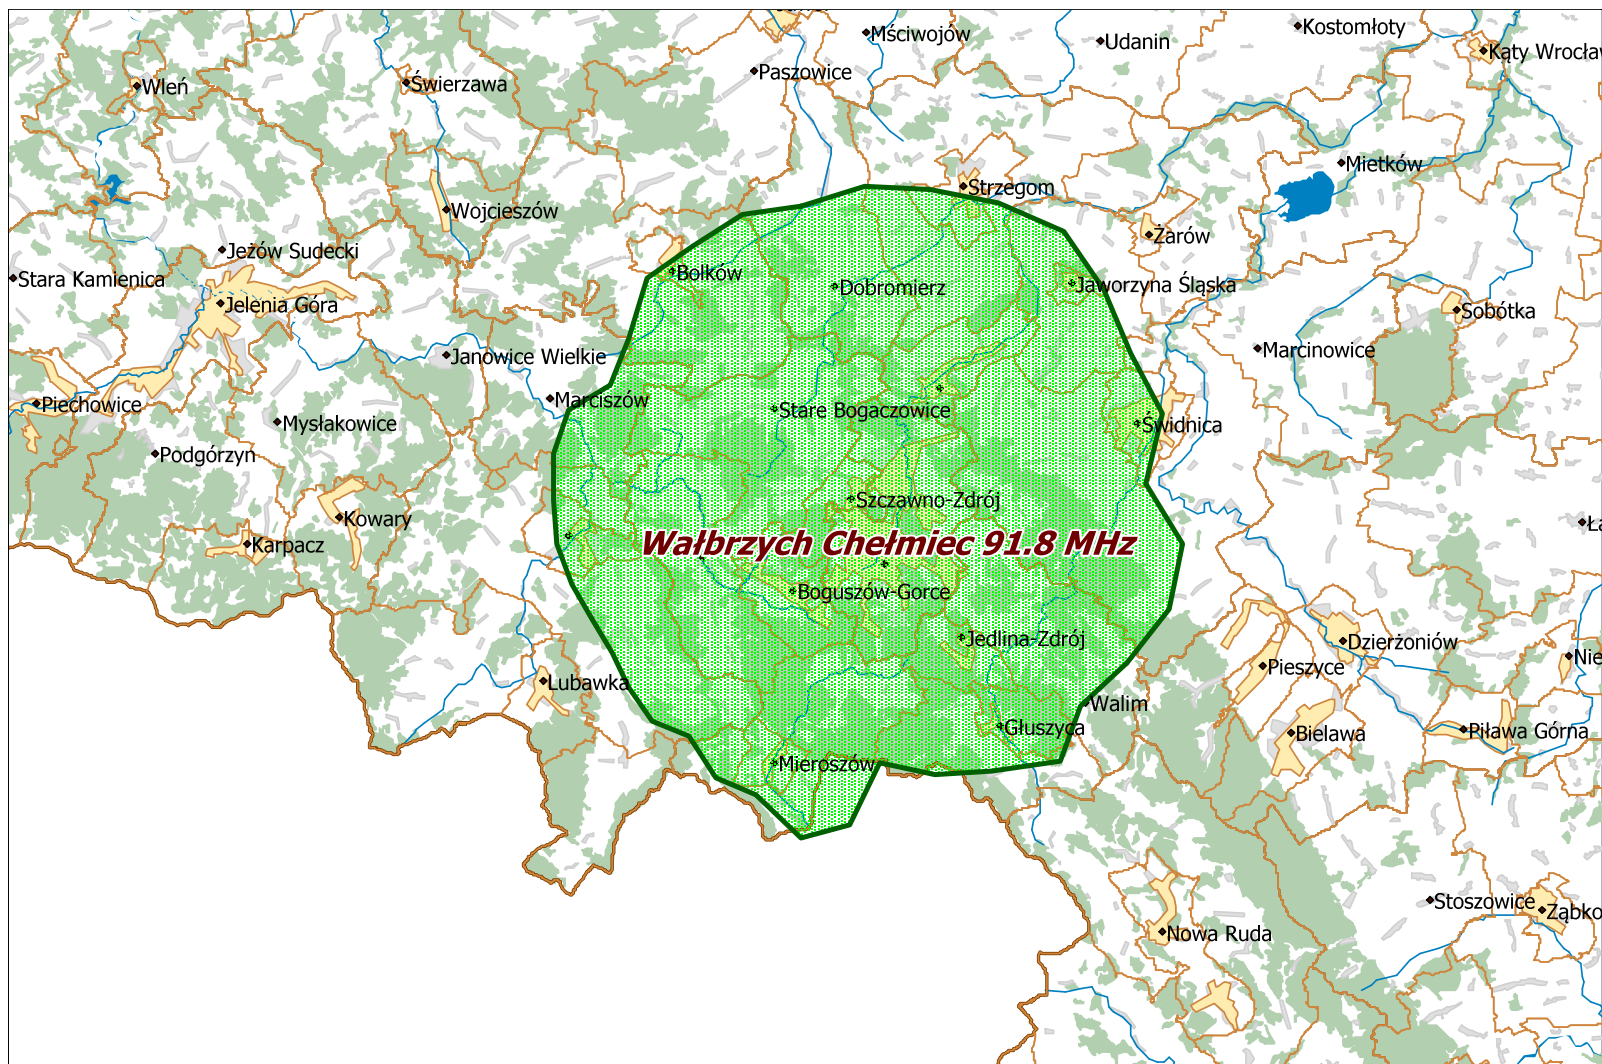 Mściwojów
Udanin
Kostomłoty
Kąty Wrocław
Paszowice
Wleń
Świerzawa
Mietków
Strzegom
Wojcieszów
Żarów
Jeżów Sudecki
Bolków
Stara Kamienica
Dobromierz
Jaworzyna Śląska
Jelenia Góra
Sobótka
Janowice Wielkie
Marcinowice
Marciszów
Piechowice
Stare Bogaczowice
Mysłakowice
Świdnica
Podgórzyn
Szczawno-Zdrój
Kowary
Karpacz
Wałbrzych Chełmiec 91.8 MHz
Boguszów-Gorce
Jedlina-Zdrój
Dzierżoniów
Pieszyce
Nie
Lubawka
Walim
Głuszyca
Bielawa
Piława Górna
Mieroszów
Stoszowice
Ząbko
Nowa Ruda